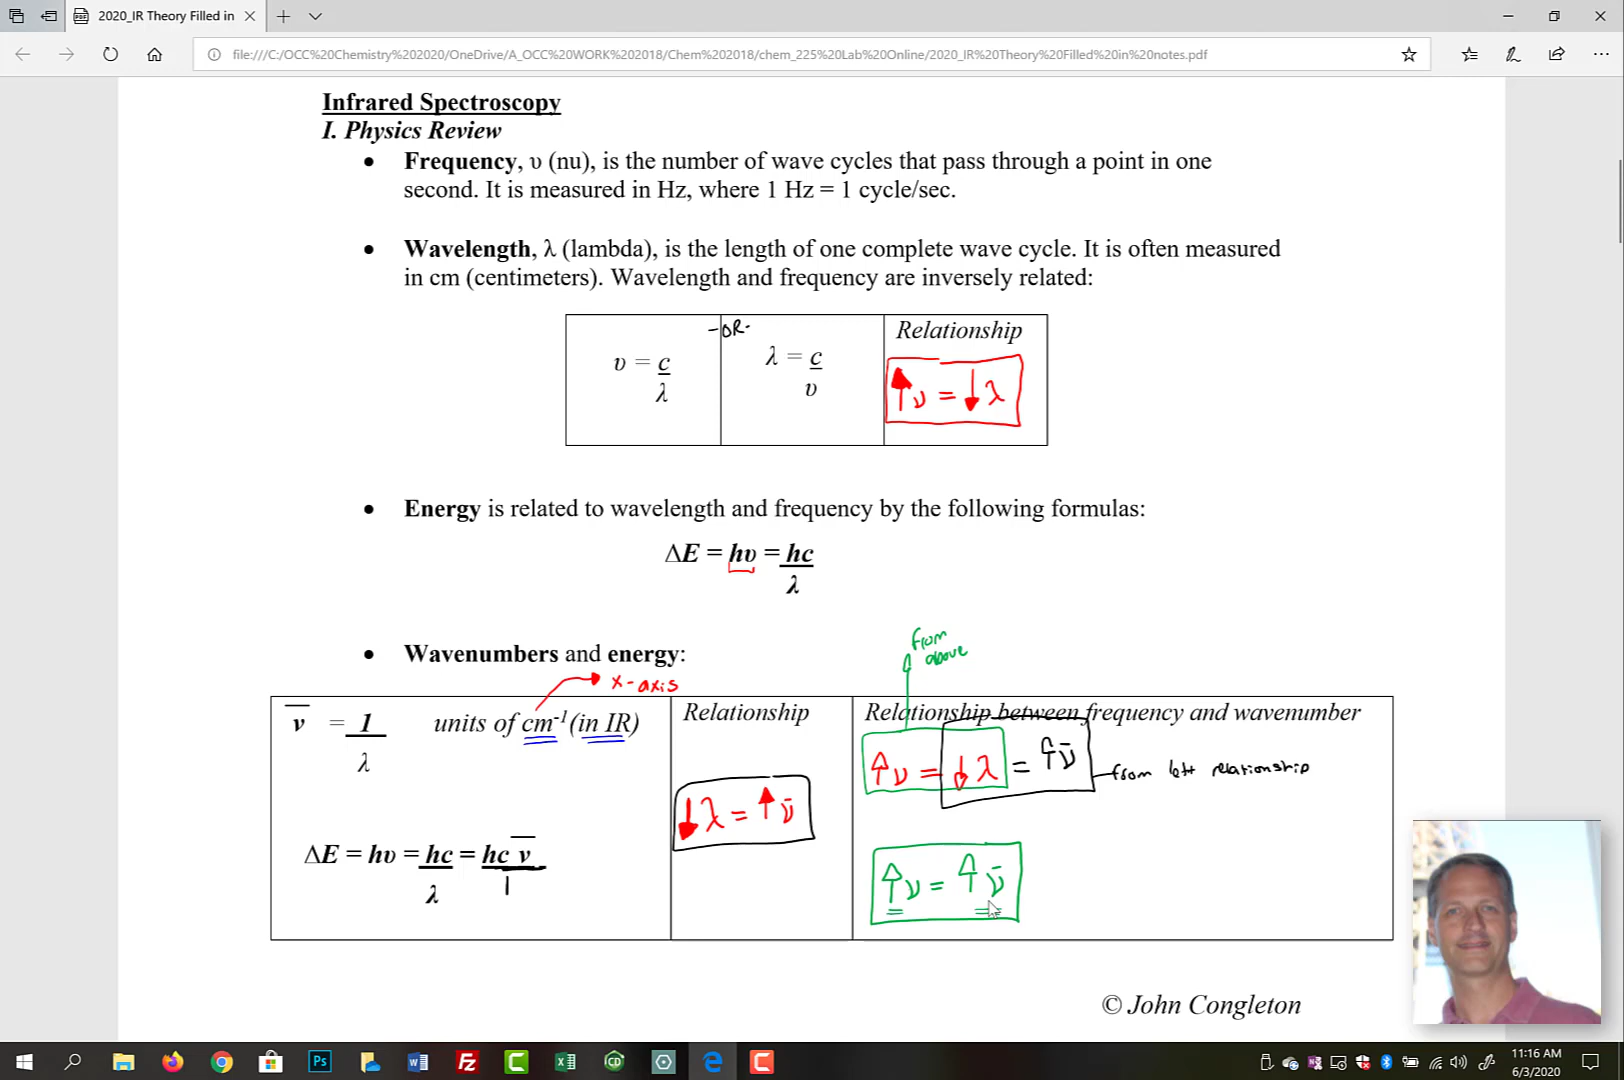 2020_IR Theory Filled in
file:///C:/OCC%20Chemistry%202020/OneDrive/A_OCC%20WORK%202018/Chem%202018/chem_225%20Lab%20Online/2020_IR%20Theory%20Filled%20in%20notes.pdf
Infrared Spectroscopy
I. Physics Review
• Frequency, υ (nu), is the number of wave cycles that pass through a point in one
second. It is measured in Hz, where 1 Hz = 1 cycle/sec.
• Wavelength, λ (lambda), is the length of one complete wave cycle. It is often measured
in cm (centimeters). Wavelength and frequency are inversely related:
-OR-
Relationship
υ = c/λ
λ = c/υ
↑ν = ↓λ
• Energy is related to wavelength and frequency by the following formulas:
ΔE = hυ = hc/λ
• Wavenumbers and energy:
from
above
x-axis
ν̅ = 1/λ units of cm⁻¹(in IR)
Relationship
Relationship between frequency and wavenumber
↑ν = ↓λ = ↑ν̅
from left relationship
↓λ = ↑ν̅
ΔE = hυ = hc/λ = hc ν̅/1
↑ν = ↑ν̅
© John Congleton
Ps
11:16 AM
6/3/2020